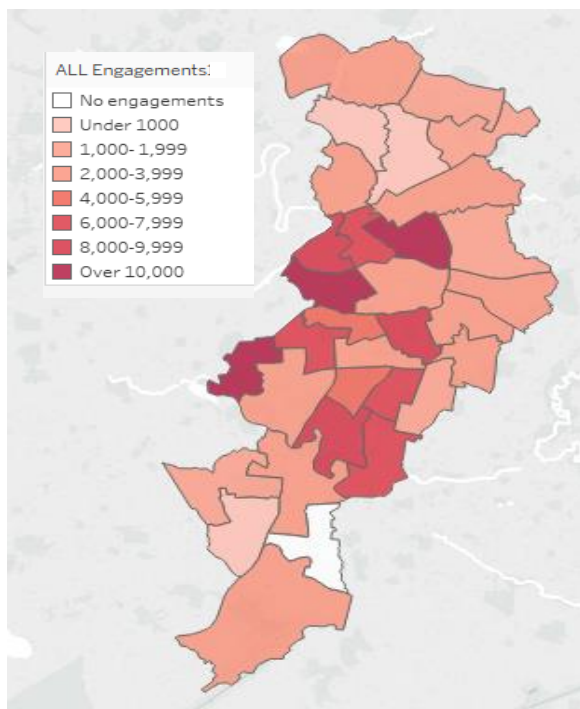 ALL Engagements:
No engagements
Under 1000
1,000- 1,999
2,000-3,999
4,000-5,999
6,000-7,999
8,000-9,999
Over 10,000